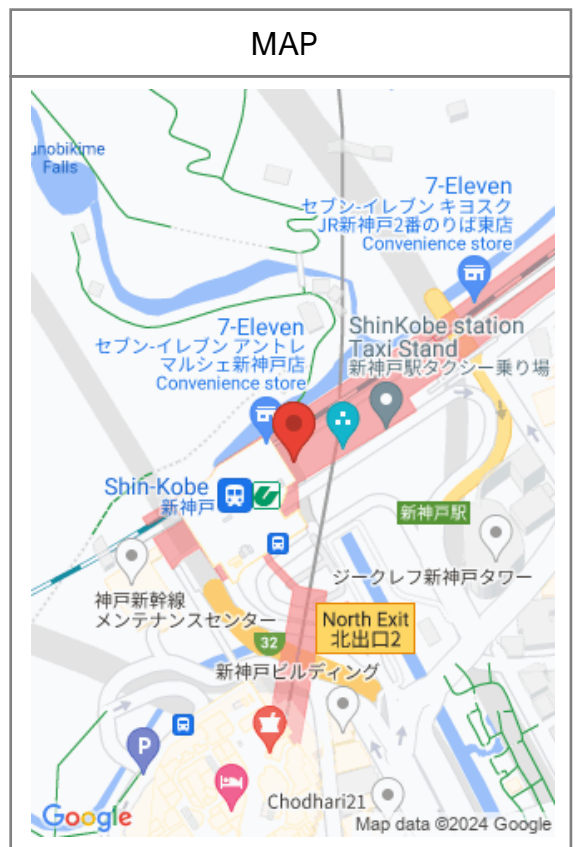 MAP
unobikime
Falls
7-Eleven
セブン-イレブン キヨスク
JR新神戸2番のりば東店
Convenience store
7-Eleven
セブン-イレブン アントレ
マルシェ新神戸店
Convenience store
ShinKobe station
Taxi Stand
新神戸駅タクシー乗り場
Shin-Kobe
新神戸
新神戸駅
ジークレフ新神戸タワー
神戸新幹線
メンテナンスセンター
North Exit
北出口2
32
新神戸ビルディング
P
Chodhari21
Google
Map data ©2024 Google